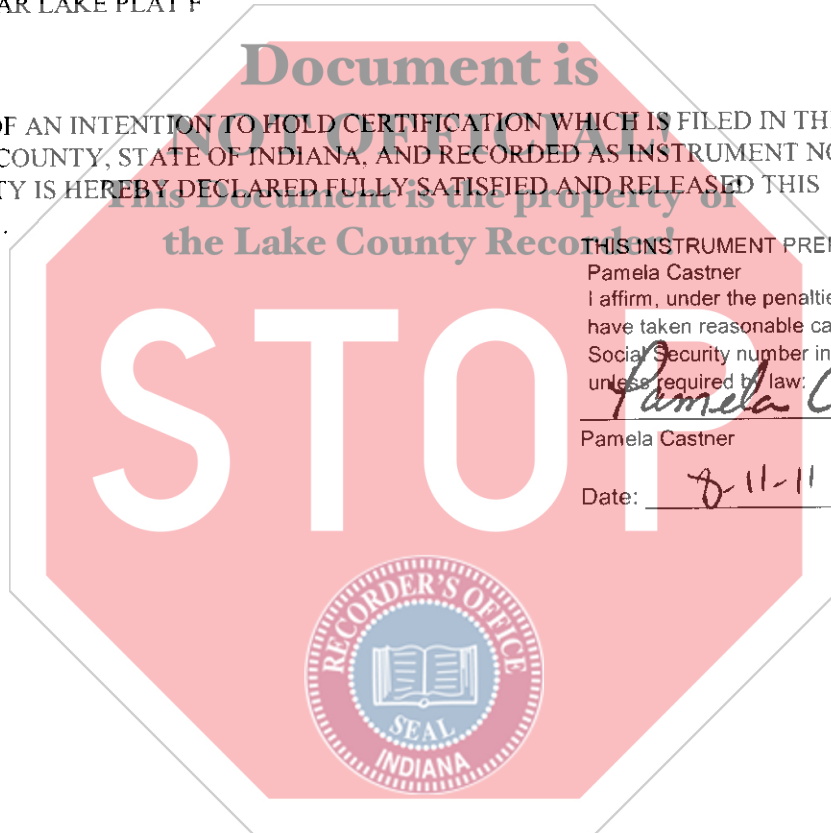 AR LAKE PLAT F
Document is
OF AN INTENTION TO HOLD CERTIFICATION WHICH IS FILED IN TH
NOT OFFICIAL!
COUNTY, STATE OF INDIANA, AND RECORDED AS INSTRUMENT NO
TY IS HEREBY DECLARED FULLY SATISFIED AND RELEASED THIS
This Document is the property of
the Lake County Recorder!
THIS INSTRUMENT PREP
Pamela Castner
I affirm, under the penaltie
have taken reasonable ca
Social Security number in
unless required by law:
Pamela C
Pamela Castner
Date: 8-11-11
STOP
RECORDER'S OFFICE
SEAL
INDIANA